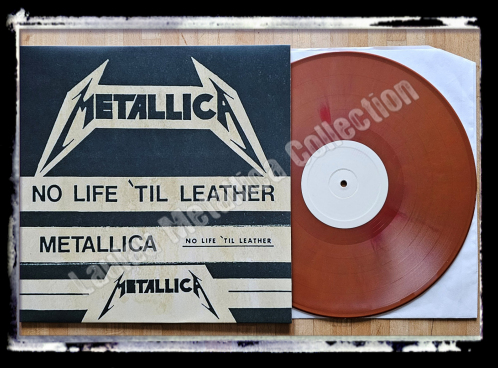 METALLICA
NO LIFE 'TIL LEATHER
METALLICA NO LIFE 'TIL LEATHER
METALLICA
Metallica Collection